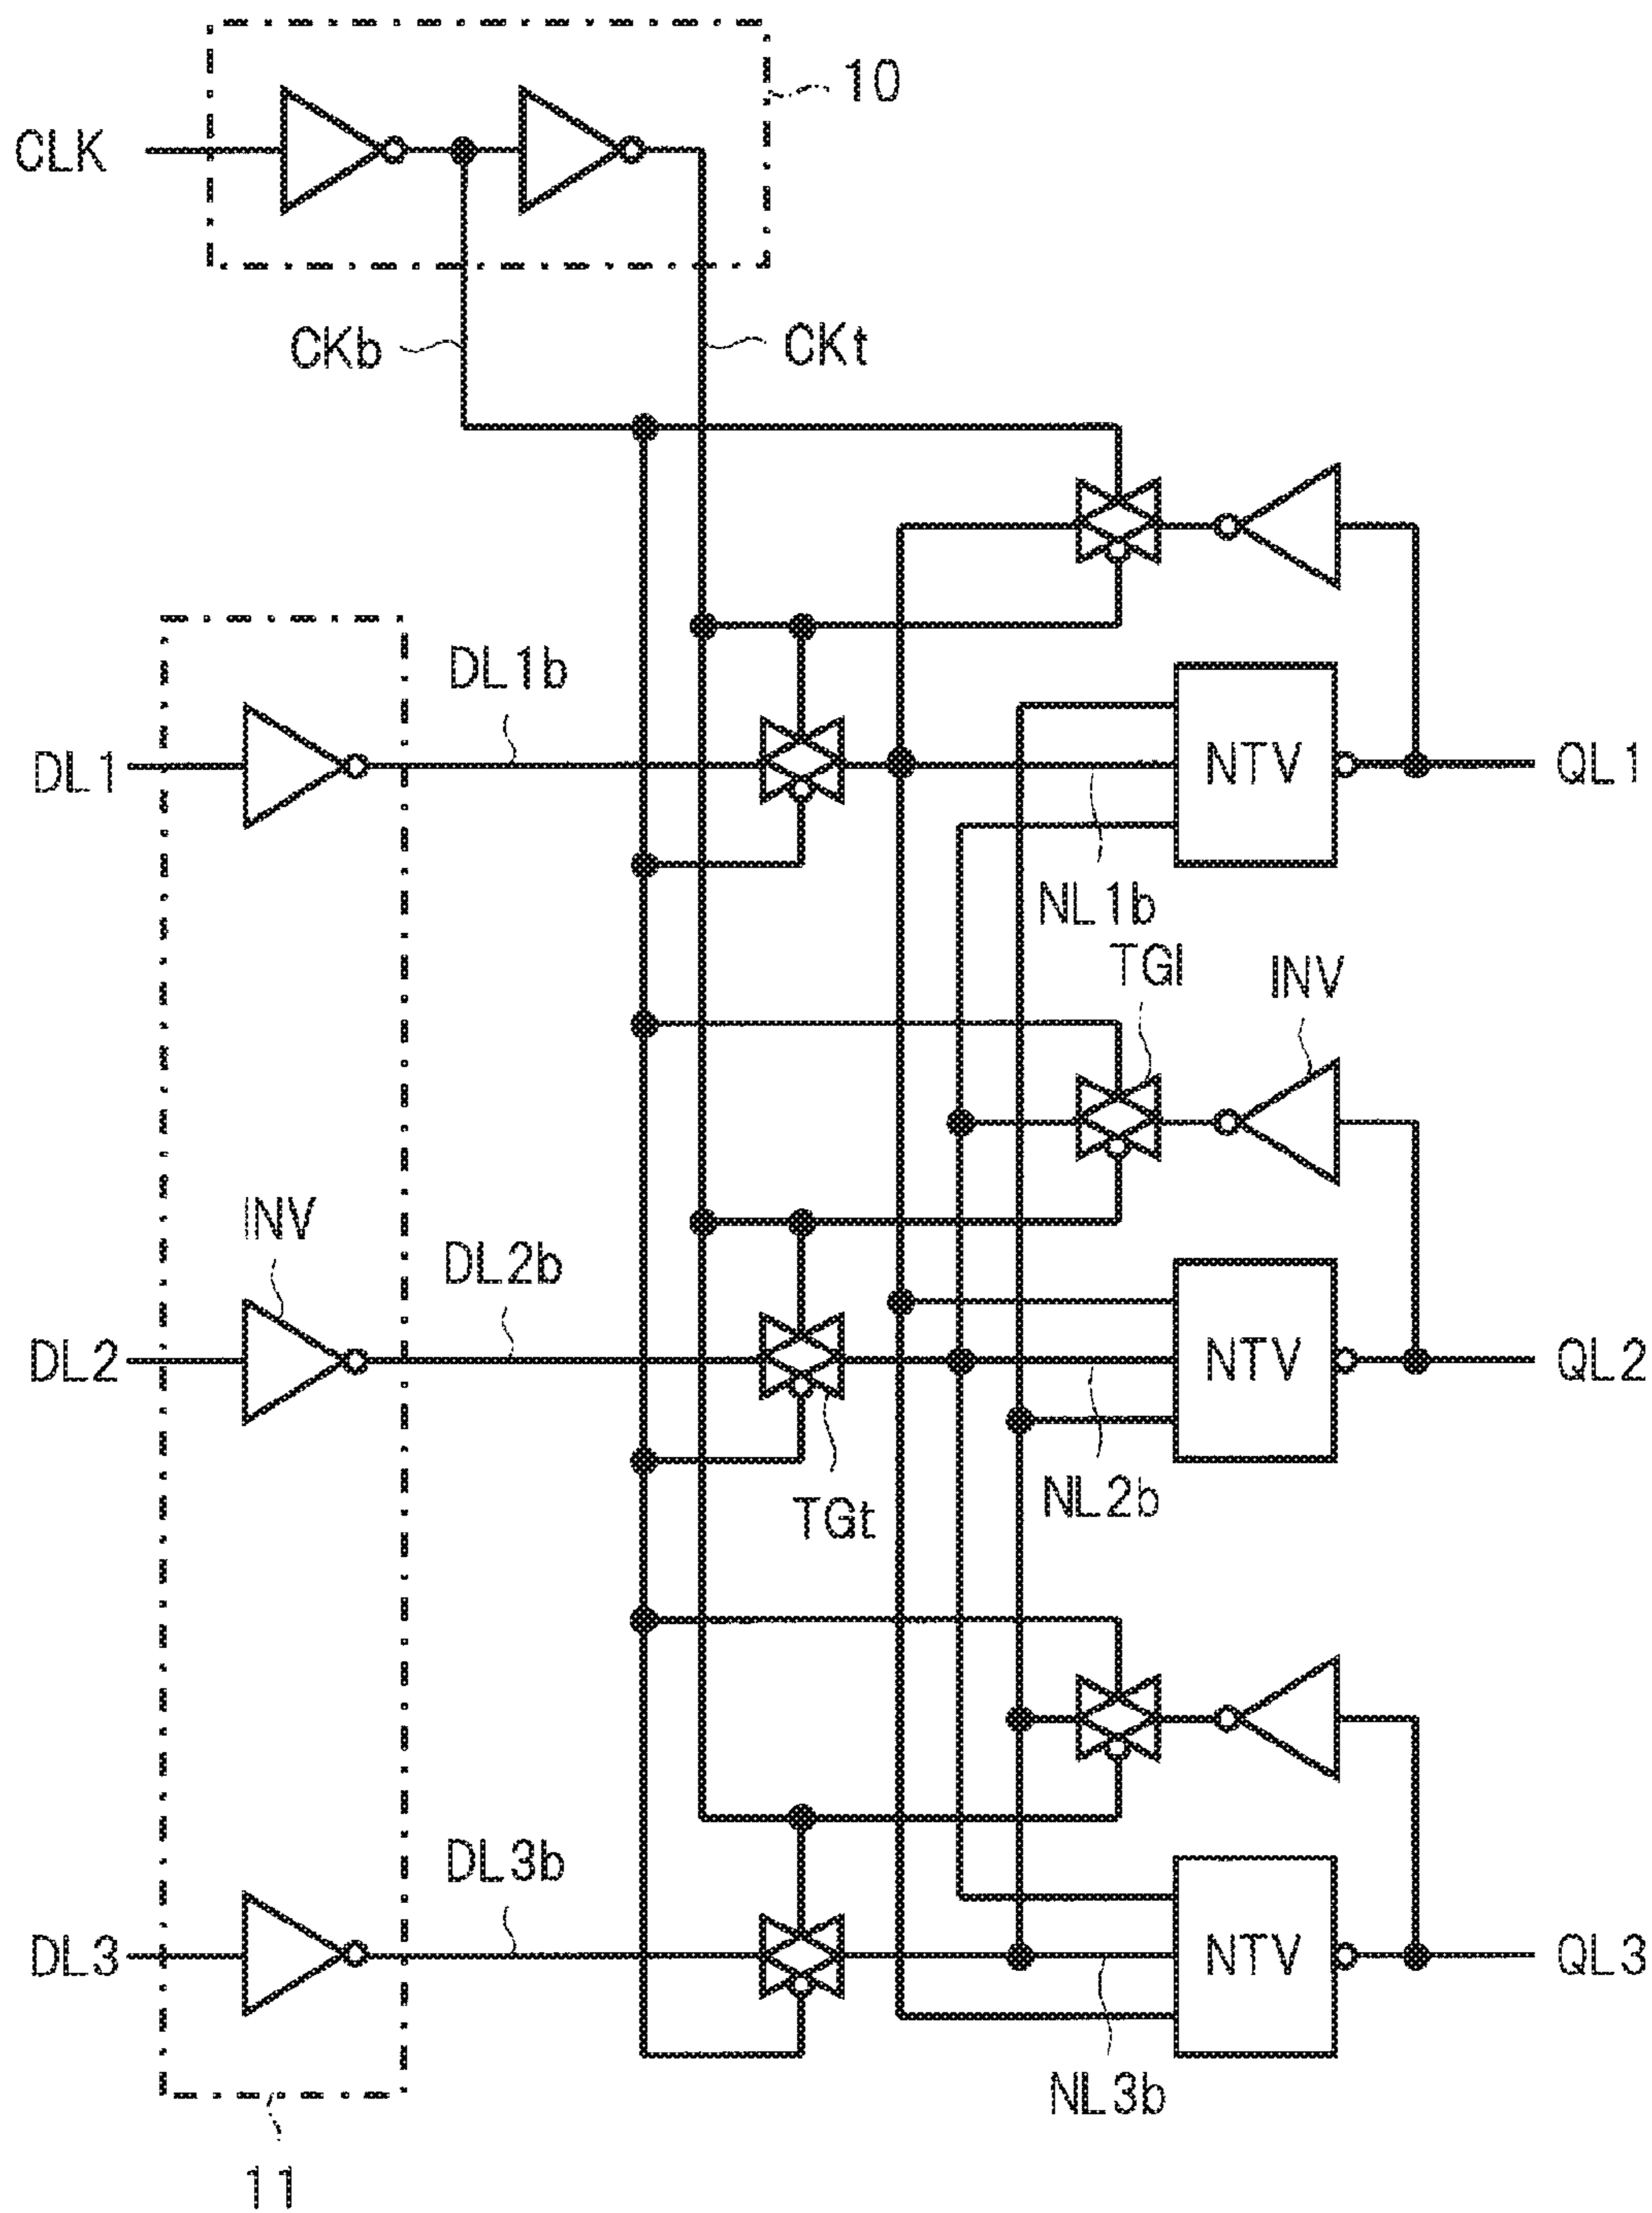 10
CLK
CKb
CKt
DL1b
DL1
NTV
QL1
NL1b
TGl
INV
INV
DL2b
DL2
NTV
QL2
NL2b
TGt
DL3b
DL3
NTV
QL3
NL3b
11